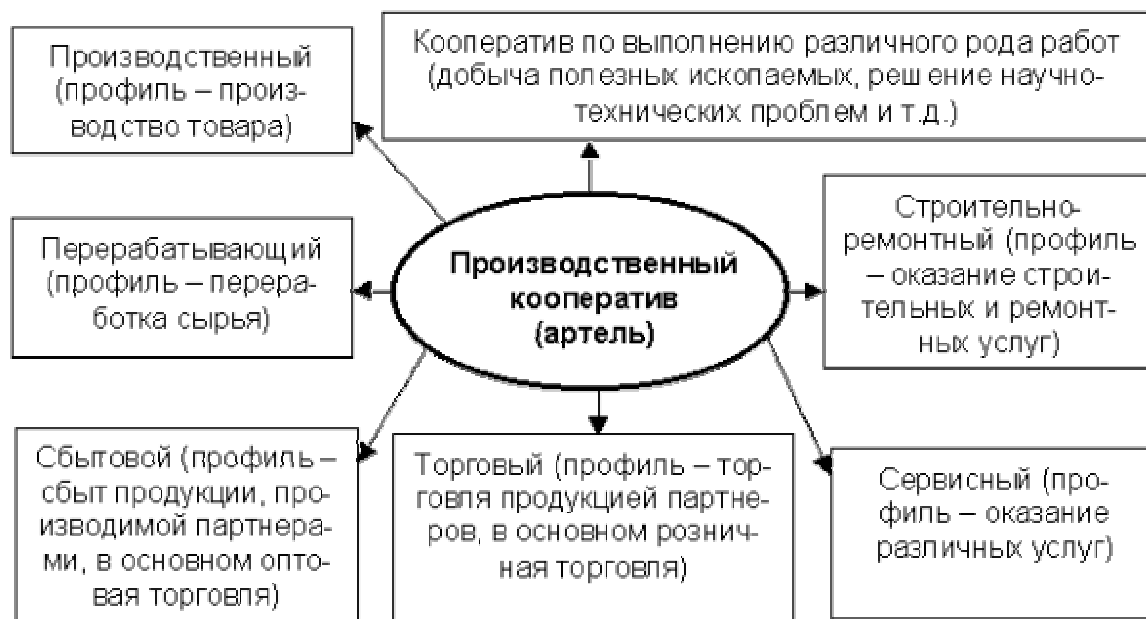 Производственный
(профиль – произ-
водство товара)
Кооператив по выполнению различного рода работ
(добыча полезных ископаемых, решение научно-
технических проблем и т.д.)
Перерабатывающий
(профиль – перера-
ботка сырья)
Производственный
кооператив
(артель)
Строительно-
ремонтный (профиль
– оказание строи-
тельных и ремонт-
ных услуг)
Сбытовой (профиль –
сбыт продукции, про-
изводимой партнера-
ми, в основном опто-
вая торговля)
Торговый (профиль – тор-
говля продукцией партне-
ров, в основном рознич-
ная торговля)
Сервисный (про-
филь – оказание
различных услуг)